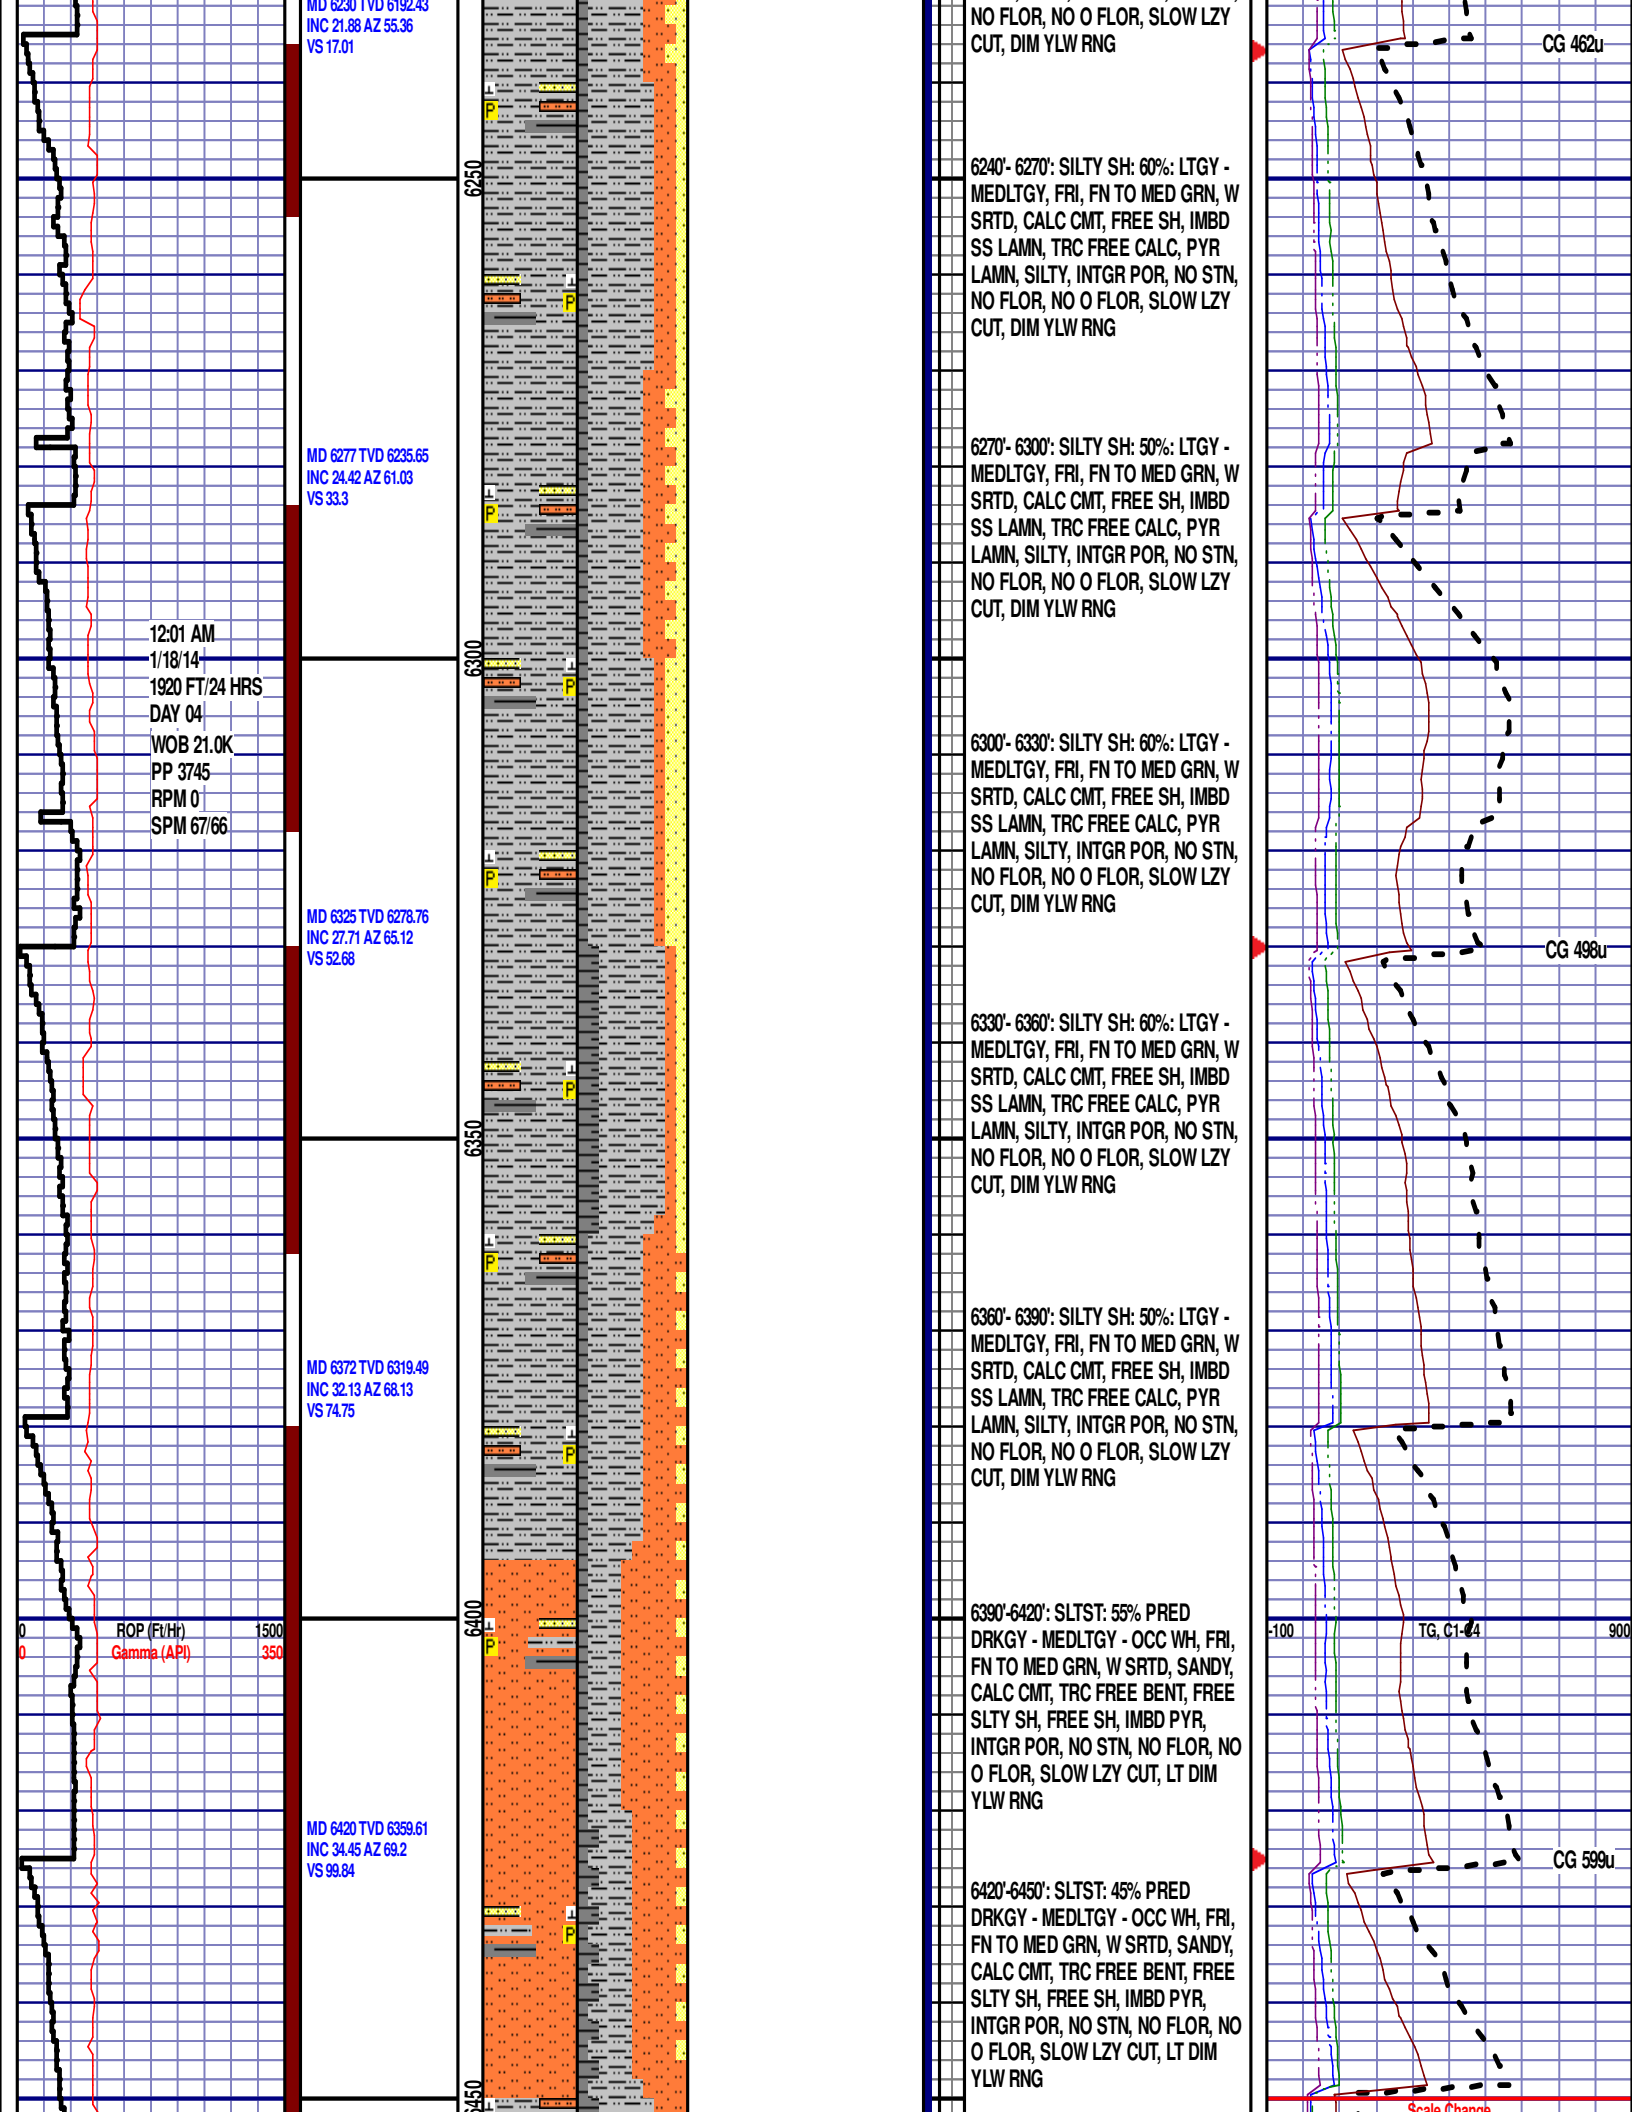 MD 6230 TVD 6192.43
INC 21.88 AZ 55.36
VS 17.01
NO FLOR, NO O FLOR, SLOW LZY
CUT, DIM YLW RNG
CG 462u
P
6250
6240'- 6270': SILTY SH: 60%: LTGY -
MEDLTGY, FRI, FN TO MED GRN, W
SRTD, CALC CMT, FREE SH, IMBD
SS LAMN, TRC FREE CALC, PYR
LAMN, SILTY, INTGR POR, NO STN,
NO FLOR, NO O FLOR, SLOW LZY
CUT, DIM YLW RNG
P
MD 6277 TVD 6235.65
INC 24.42 AZ 61.03
VS 33.3
P
6270'- 6300': SILTY SH: 50%: LTGY -
MEDLTGY, FRI, FN TO MED GRN, W
SRTD, CALC CMT, FREE SH, IMBD
SS LAMN, TRC FREE CALC, PYR
LAMN, SILTY, INTGR POR, NO STN,
NO FLOR, NO O FLOR, SLOW LZY
CUT, DIM YLW RNG
12:01 AM
1/18/14
1920 FT/24 HRS
DAY 04
WOB 21.0K
PP 3745
RPM 0
SPM 67/66
6300
P
6300'- 6330': SILTY SH: 60%: LTGY -
MEDLTGY, FRI, FN TO MED GRN, W
SRTD, CALC CMT, FREE SH, IMBD
SS LAMN, TRC FREE CALC, PYR
LAMN, SILTY, INTGR POR, NO STN,
NO FLOR, NO O FLOR, SLOW LZY
CUT, DIM YLW RNG
P
MD 6325 TVD 6278.76
INC 27.71 AZ 65.12
VS 52.68
CG 498u
6330'- 6360': SILTY SH: 60%: LTGY -
MEDLTGY, FRI, FN TO MED GRN, W
SRTD, CALC CMT, FREE SH, IMBD
SS LAMN, TRC FREE CALC, PYR
LAMN, SILTY, INTGR POR, NO STN,
NO FLOR, NO O FLOR, SLOW LZY
CUT, DIM YLW RNG
P
6350
P
6360'- 6390': SILTY SH: 50%: LTGY -
MEDLTGY, FRI, FN TO MED GRN, W
SRTD, CALC CMT, FREE SH, IMBD
SS LAMN, TRC FREE CALC, PYR
LAMN, SILTY, INTGR POR, NO STN,
NO FLOR, NO O FLOR, SLOW LZY
CUT, DIM YLW RNG
MD 6372 TVD 6319.49
INC 32.13 AZ 68.13
VS 74.75
P
6400
0 ROP (Ft/Hr) 1500
0 Gamma (API) 350
P
6390'-6420': SLTST: 55% PRED
DRKGY - MEDLTGY - OCC WH, FRI,
FN TO MED GRN, W SRTD, SANDY,
CALC CMT, TRC FREE BENT, FREE
SLTY SH, FREE SH, IMBD PYR,
INTGR POR, NO STN, NO FLOR, NO
O FLOR, SLOW LZY CUT, LT DIM
YLW RNG
-100 TG, C1-C4 900
MD 6420 TVD 6359.61
INC 34.45 AZ 69.2
VS 99.84
CG 599u
P
6420'-6450': SLTST: 45% PRED
DRKGY - MEDLTGY - OCC WH, FRI,
FN TO MED GRN, W SRTD, SANDY,
CALC CMT, TRC FREE BENT, FREE
SLTY SH, FREE SH, IMBD PYR,
INTGR POR, NO STN, NO FLOR, NO
O FLOR, SLOW LZY CUT, LT DIM
YLW RNG
6450
Scale Change